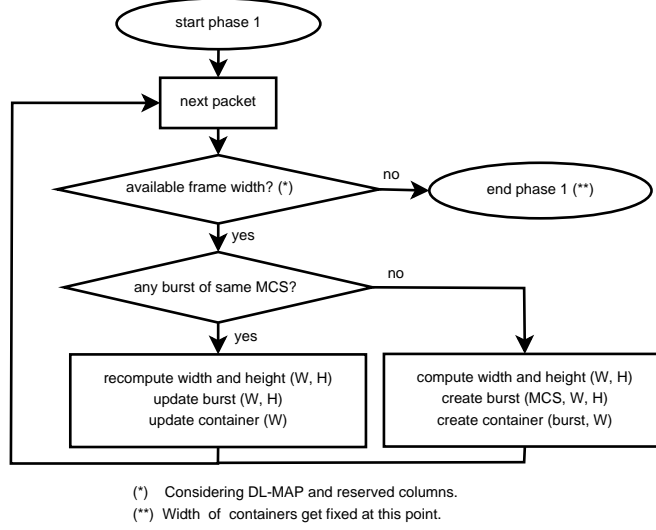 start phase 1
next packet
available frame width? (*)
no
end phase 1 (**)
yes
any burst of same MCS?
no
yes
recompute width and height (W, H)
update burst (W, H)
update container (W)
compute width and height (W, H)
create burst (MCS, W, H)
create container (burst, W)
(*) Considering DL-MAP and reserved columns.
(**) Width of containers get fixed at this point.